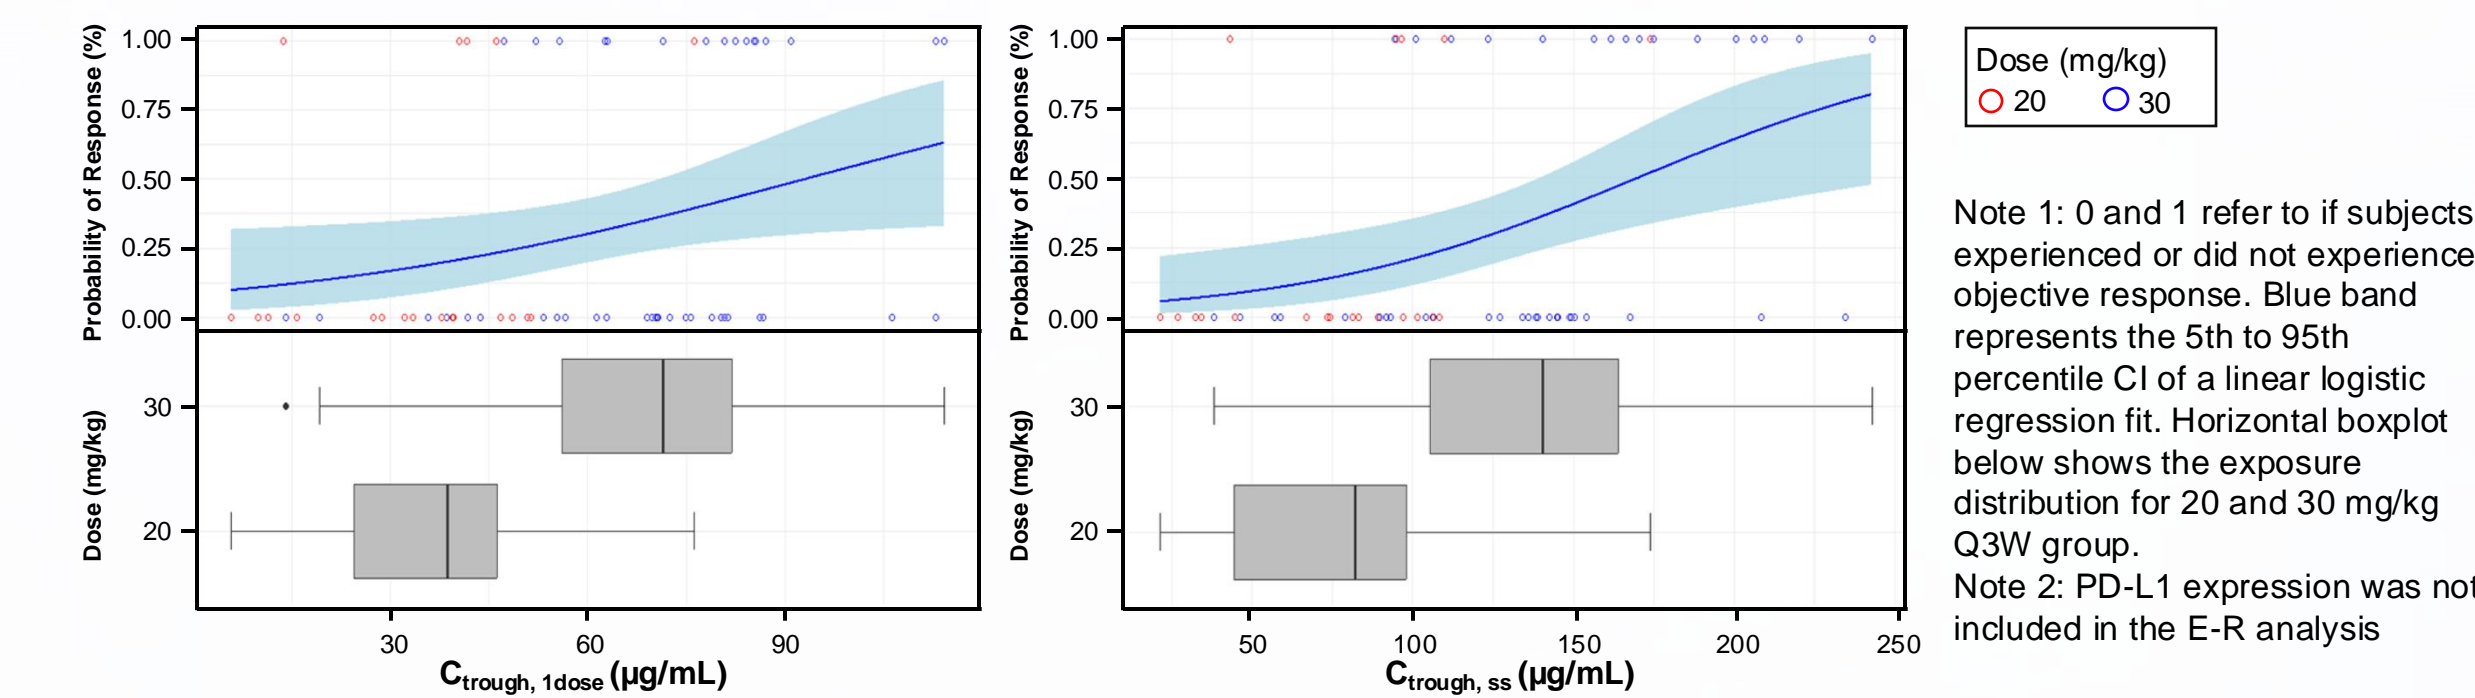 Probability of Response (%)
1.00
0.75
0.50
0.25
0.00
Dose (mg/kg)
30
20
30 60 90
Ctrough, 1dose (µg/mL)
Probability of Response (%)
1.00
0.75
0.50
0.25
0.00
Dose (mg/kg)
30
20
50 100 150 200 250
Ctrough, ss (µg/mL)
Dose (mg/kg)
20 30
Note 1: 0 and 1 refer to if subjects
experienced or did not experience
objective response. Blue band
represents the 5th to 95th
percentile CI of a linear logistic
regression fit. Horizontal boxplot
below shows the exposure
distribution for 20 and 30 mg/kg
Q3W group.
Note 2: PD-L1 expression was not
included in the E-R analysis